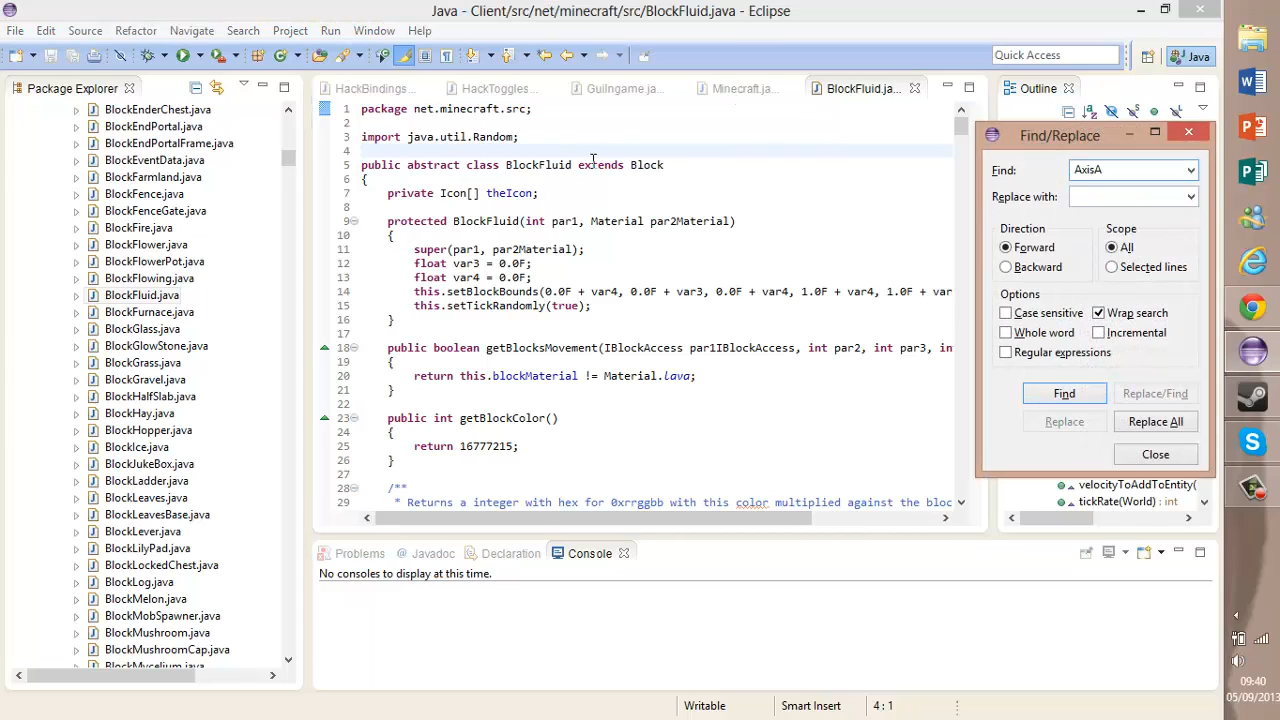 Java - Client/src/net/minecraft/src/BlockFluid.java - Eclipse
File Edit Source Refactor Navigate Search Project Run Window Help
Quick Access
Java
Package Explorer
BlockEnderChest.java
BlockEndPortal.java
BlockEndPortalFrame.java
BlockEventData.java
BlockFarmland.java
BlockFence.java
BlockFenceGate.java
BlockFire.java
BlockFlower.java
BlockFlowerPot.java
BlockFlowing.java
BlockFluid.java
BlockFurnace.java
BlockGlass.java
BlockGlowStone.java
BlockGrass.java
BlockGravel.java
BlockHalfSlab.java
BlockHay.java
BlockHopper.java
BlockIce.java
BlockJukeBox.java
BlockLadder.java
BlockLeaves.java
BlockLeavesBase.java
BlockLever.java
BlockLilyPad.java
BlockLockedChest.java
BlockLog.java
BlockMelon.java
BlockMobSpawner.java
BlockMushroom.java
BlockMushroomCap.java
BlockMycelium.java
HackBindings... HackToggles... GuiIngame.ja... Minecraft.ja... BlockFluid.ja...
1 package net.minecraft.src;
2
3 import java.util.Random;
4
5 public abstract class BlockFluid extends Block
6 {
7 private Icon[] theIcon;
8
9 protected BlockFluid(int par1, Material par2Material)
10 {
11 super(par1, par2Material);
12 float var3 = 0.0F;
13 float var4 = 0.0F;
14 this.setBlockBounds(0.0F + var4, 0.0F + var3, 0.0F + var4, 1.0F + var4, 1.0F + var
15 this.setTickRandomly(true);
16 }
17
18 public boolean getBlocksMovement(IBlockAccess par1IBlockAccess, int par2, int par3, in
19 {
20 return this.blockMaterial != Material.lava;
21 }
22
23 public int getBlockColor()
24 {
25 return 16777215;
26 }
27
28 /**
29 * Returns a integer with hex for 0xrrggbb with this color multiplied against the bloc
Outline
Find/Replace
Find: AxisA
Replace with:
Direction
Forward
Backward
Scope
All
Selected lines
Options
Case sensitive Wrap search
Whole word Incremental
Regular expressions
Find Replace/Find
Replace Replace All
Close
velocityToAddToEntity(
tickRate(World) : int
Problems @ Javadoc Declaration Console
No consoles to display at this time.
Writable Smart Insert 4 : 1
09:40
05/09/2013